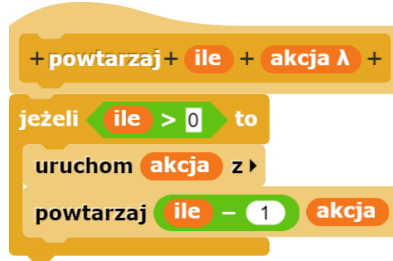 + powtarzaj + ile + akcja λ +
jeżeli ile > 0 to
uruchom akcja z
powtarzaj ile − 1 akcja